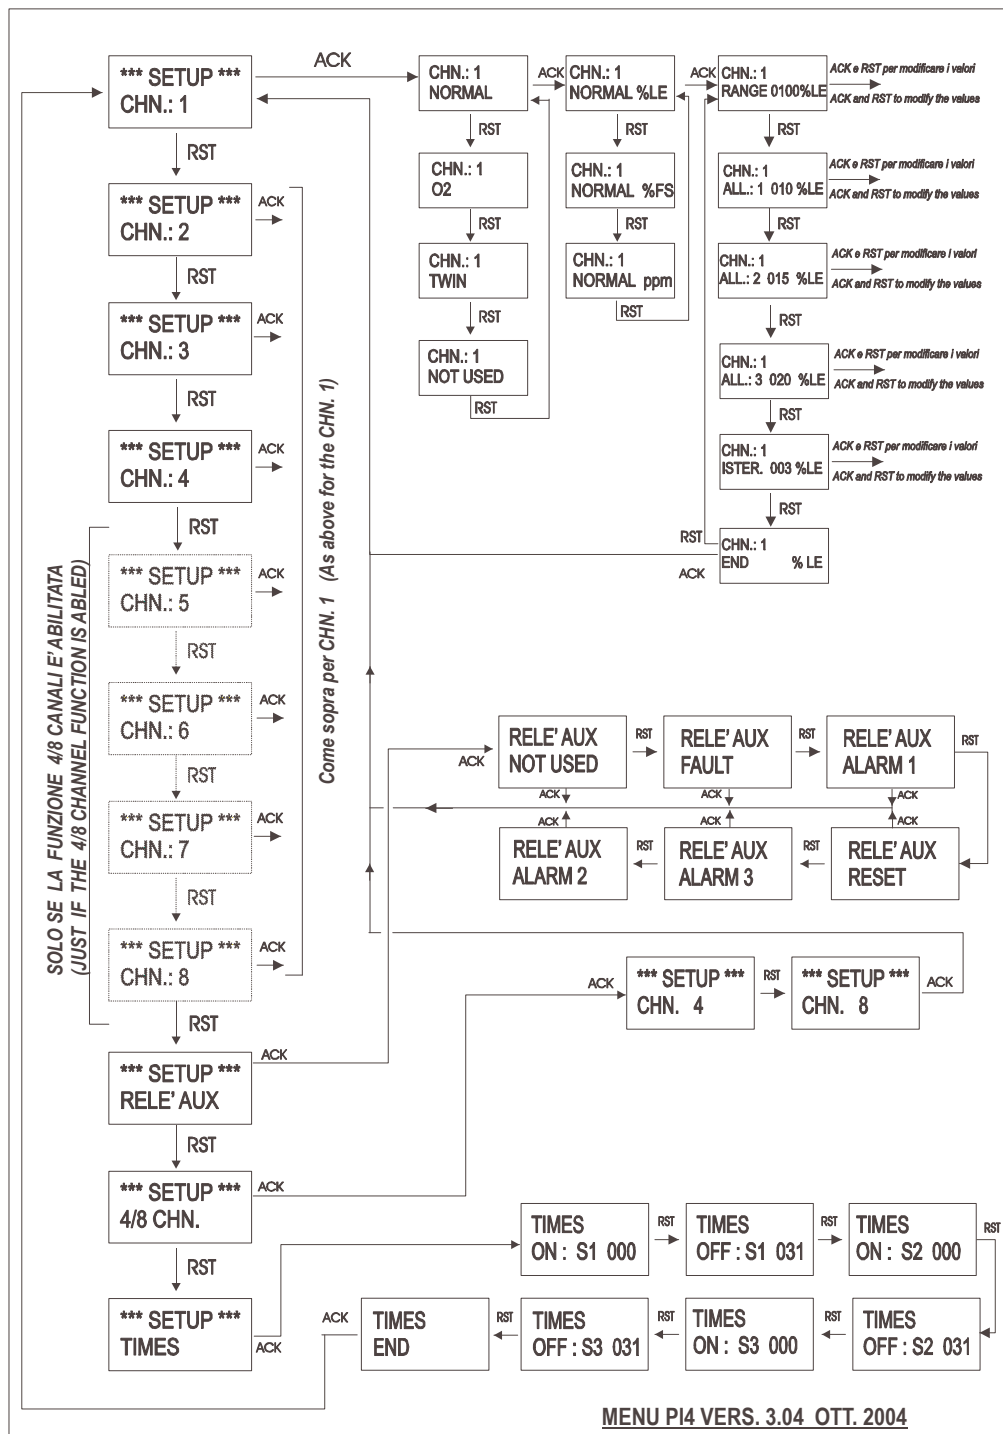 *** SETUP ***
CHN.: 1
ACK
RST
*** SETUP ***
CHN.: 2
ACK
RST
*** SETUP ***
CHN.: 3
ACK
RST
*** SETUP ***
CHN.: 4
ACK
RST
*** SETUP ***
CHN.: 5
ACK
RST
*** SETUP ***
CHN.: 6
ACK
RST
*** SETUP ***
CHN.: 7
ACK
RST
*** SETUP ***
CHN.: 8
ACK
RST
*** SETUP ***
RELE' AUX
ACK
RST
*** SETUP ***
4/8 CHN.
ACK
RST
*** SETUP ***
TIMES
ACK
SOLO SE LA FUNZIONE 4/8 CANALI E' ABILITATA
(JUST IF THE 4/8 CHANNEL FUNCTION IS ABLED)
Come sopra per CHN. 1 (As above for the CHN. 1)
CHN.: 1
NORMAL
ACK
RST
CHN.: 1
O2
RST
CHN.: 1
TWIN
RST
CHN.: 1
NOT USED
RST
CHN.: 1
NORMAL %LE
ACK
RST
CHN.: 1
NORMAL %FS
RST
CHN.: 1
NORMAL ppm
RST
CHN.: 1
RANGE 0100%LE
ACK e RST per modificare i valori
ACK and RST to modify the values
RST
CHN.: 1
ALL.: 1 010 %LE
ACK e RST per modificare i valori
ACK and RST to modify the values
RST
CHN.: 1
ALL.: 2 015 %LE
ACK e RST per modificare i valori
ACK and RST to modify the values
RST
CHN.: 1
ALL.: 3 020 %LE
ACK e RST per modificare i valori
ACK and RST to modify the values
RST
CHN.: 1
ISTER. 003 %LE
ACK e RST per modificare i valori
ACK and RST to modify the values
RST
RST
CHN.: 1
END % LE
ACK
ACK
RELE' AUX
NOT USED
RST
RELE' AUX
FAULT
RST
RELE' AUX
ALARM 1
RST
ACK
ACK
ACK
ACK
ACK
ACK
RELE' AUX
ALARM 2
RST
RELE' AUX
ALARM 3
RST
RELE' AUX
RESET
ACK
*** SETUP ***
CHN. 4
RST
*** SETUP ***
CHN. 8
ACK
TIMES
ON : S1 000
RST
TIMES
OFF : S1 031
RST
TIMES
ON : S2 000
RST
ACK
TIMES
END
RST
TIMES
OFF : S3 031
RST
TIMES
ON : S3 000
RST
TIMES
OFF : S2 031
MENU PI4 VERS. 3.04 OTT. 2004